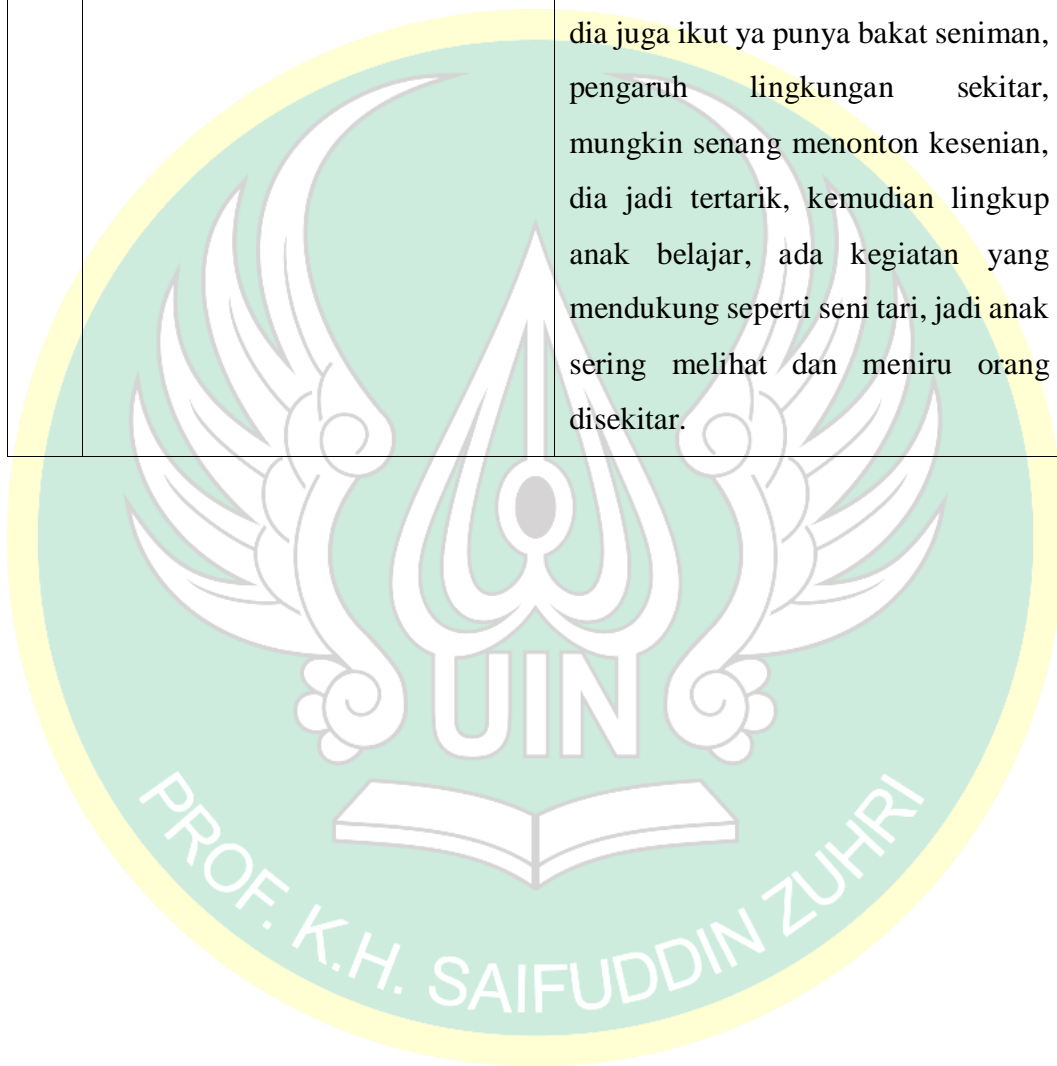 dia juga ikut ya punya bakat seniman,
pengaruh lingkungan sekitar,
mungkin senang menonton kesenian,
dia jadi tertarik, kemudian lingkup
anak belajar, ada kegiatan yang
mendukung seperti seni tari, jadi anak
sering melihat dan meniru orang
disekitar.
UIN
PROF. K.H. SAIFUDDIN ZUHRI